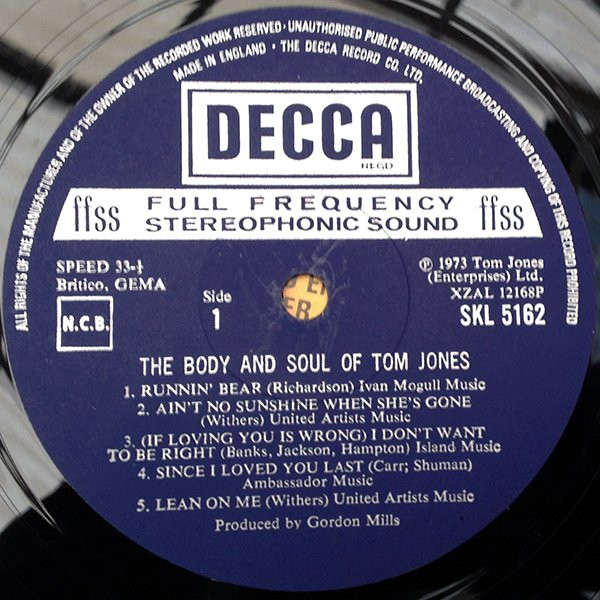 ALL RIGHTS OF THE MANUFACTURER AND OF THE OWNER OF THE RECORDED WORK RESERVED · UNAUTHORISED PUBLIC PERFORMANCE BROADCASTING AND COPYING OF THIS RECORD PROHIBITED
MADE IN ENGLAND · THE DECCA RECORD CO. LTD.
DECCA
REGD
ffss FULL FREQUENCY STEREOPHONIC SOUND ffss
SPEED 33-⅓
Britico, GEMA
N.C.B.
Side
1
℗ 1973 Tom Jones
(Enterprises) Ltd.
XZAL 12168P
SKL 5162
THE BODY AND SOUL OF TOM JONES
1. RUNNIN' BEAR (Richardson) Ivan Mogull Music
2. AIN'T NO SUNSHINE WHEN SHE'S GONE
(Withers) United Artists Music
3. (IF LOVING YOU IS WRONG) I DON'T WANT
TO BE RIGHT (Banks, Jackson, Hampton) Island Music
4. SINCE I LOVED YOU LAST (Carr; Shuman)
Ambassador Music
5. LEAN ON ME (Withers) United Artists Music
Produced by Gordon Mills